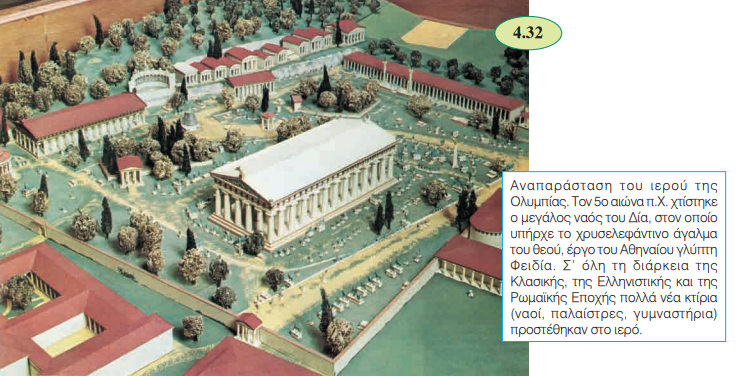 4.32
Αναπαράσταση του ιερού της
Ολυμπίας. Τον 5ο αιώνα π.Χ. χτίστηκε
ο μεγάλος ναός του Δία, στον οποίο
υπήρχε το χρυσελεφάντινο άγαλμα
του θεού, έργο του Αθηναίου γλύπτη
Φειδία. Σ' όλη τη διάρκεια της
Κλασικής, της Ελληνιστικής και της
Ρωμαϊκής Εποχής πολλά νέα κτίρια
(ναοί, παλαίστρες, γυμναστήρια)
προστέθηκαν στο ιερό.